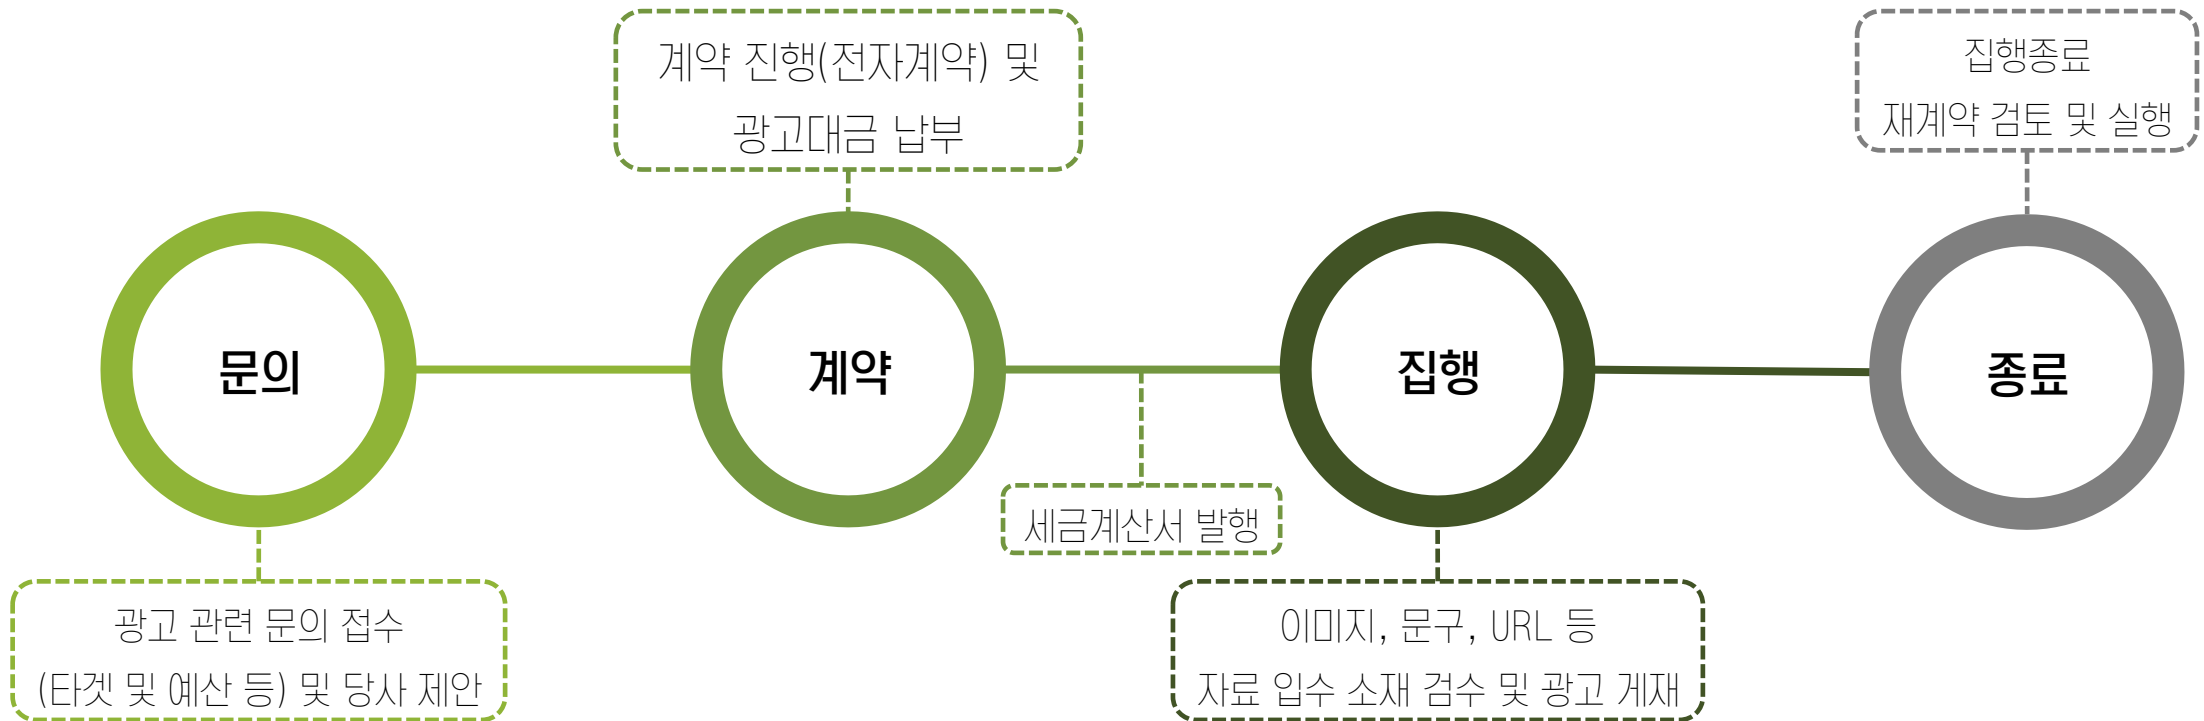 계약 진행(전자계약) 및
광고대금 납부
집행종료
재계약 검토 및 실행
문의
계약
집행
종료
세금계산서 발행
광고 관련 문의 접수
(타겟 및 예산 등) 및 당사 제안
이미지, 문구, URL 등
자료 입수 소재 검수 및 광고 게재